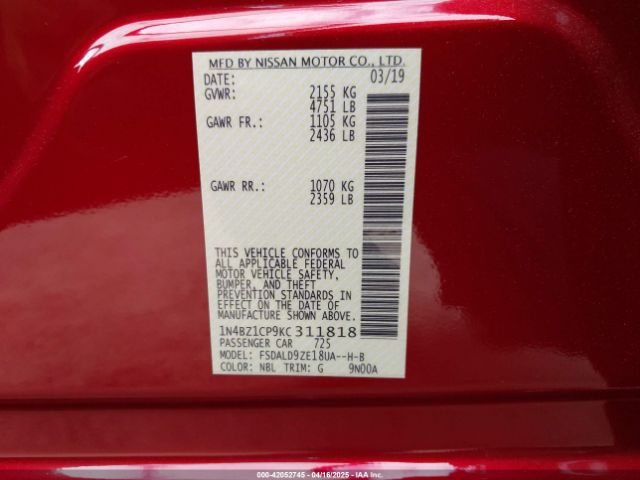 MFD BY NISSAN MOTOR CO., LTD.
DATE: 03/19
GVWR: 2155 KG
4751 LB
GAWR FR.: 1105 KG
2436 LB
GAWR RR.: 1070 KG
2359 LB
THIS VEHICLE CONFORMS TO
ALL APPLICABLE FEDERAL
MOTOR VEHICLE SAFETY,
BUMPER, AND THEFT
PREVENTION STANDARDS IN
EFFECT ON THE DATE OF
MANUFACTURE SHOWN ABOVE.
1N4BZ1CP9KC311818
PASSENGER CAR 725
MODEL: FSDALD9ZE18UA--H-B
COLOR: NBL TRIM: G 9N00A
000-42052745 - 04/16/2025 - IAA Inc.